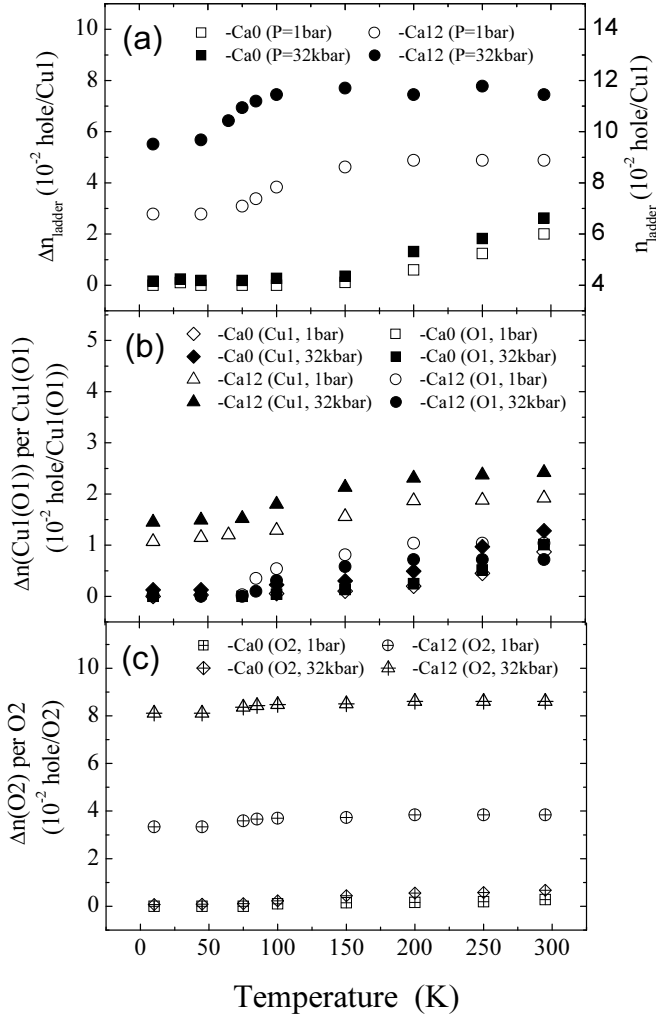 (a)
-Ca0 (P=1bar)
-Ca12 (P=1bar)
-Ca0 (P=32kbar)
-Ca12 (P=32kbar)
10
8
6
4
2
0
14
12
10
8
6
4
Δn_ladder (10⁻² hole/Cu1)
n_ladder (10⁻² hole/Cu1)
(b)
-Ca0 (Cu1, 1bar)
-Ca0 (O1, 1bar)
-Ca0 (Cu1, 32kbar)
-Ca0 (O1, 32kbar)
-Ca12 (Cu1, 1bar)
-Ca12 (O1, 1bar)
-Ca12 (Cu1, 32kbar)
-Ca12 (O1, 32kbar)
5
4
3
2
1
0
Δn(Cu1(O1)) per Cu1(O1)
(10⁻² hole/Cu1(O1))
(c)
-Ca0 (O2, 1bar)
-Ca12 (O2, 1bar)
-Ca0 (O2, 32kbar)
-Ca12 (O2, 32kbar)
10
8
6
4
2
0
Δn(O2) per O2
(10⁻² hole/O2)
0 50 100 150 200 250 300
Temperature (K)